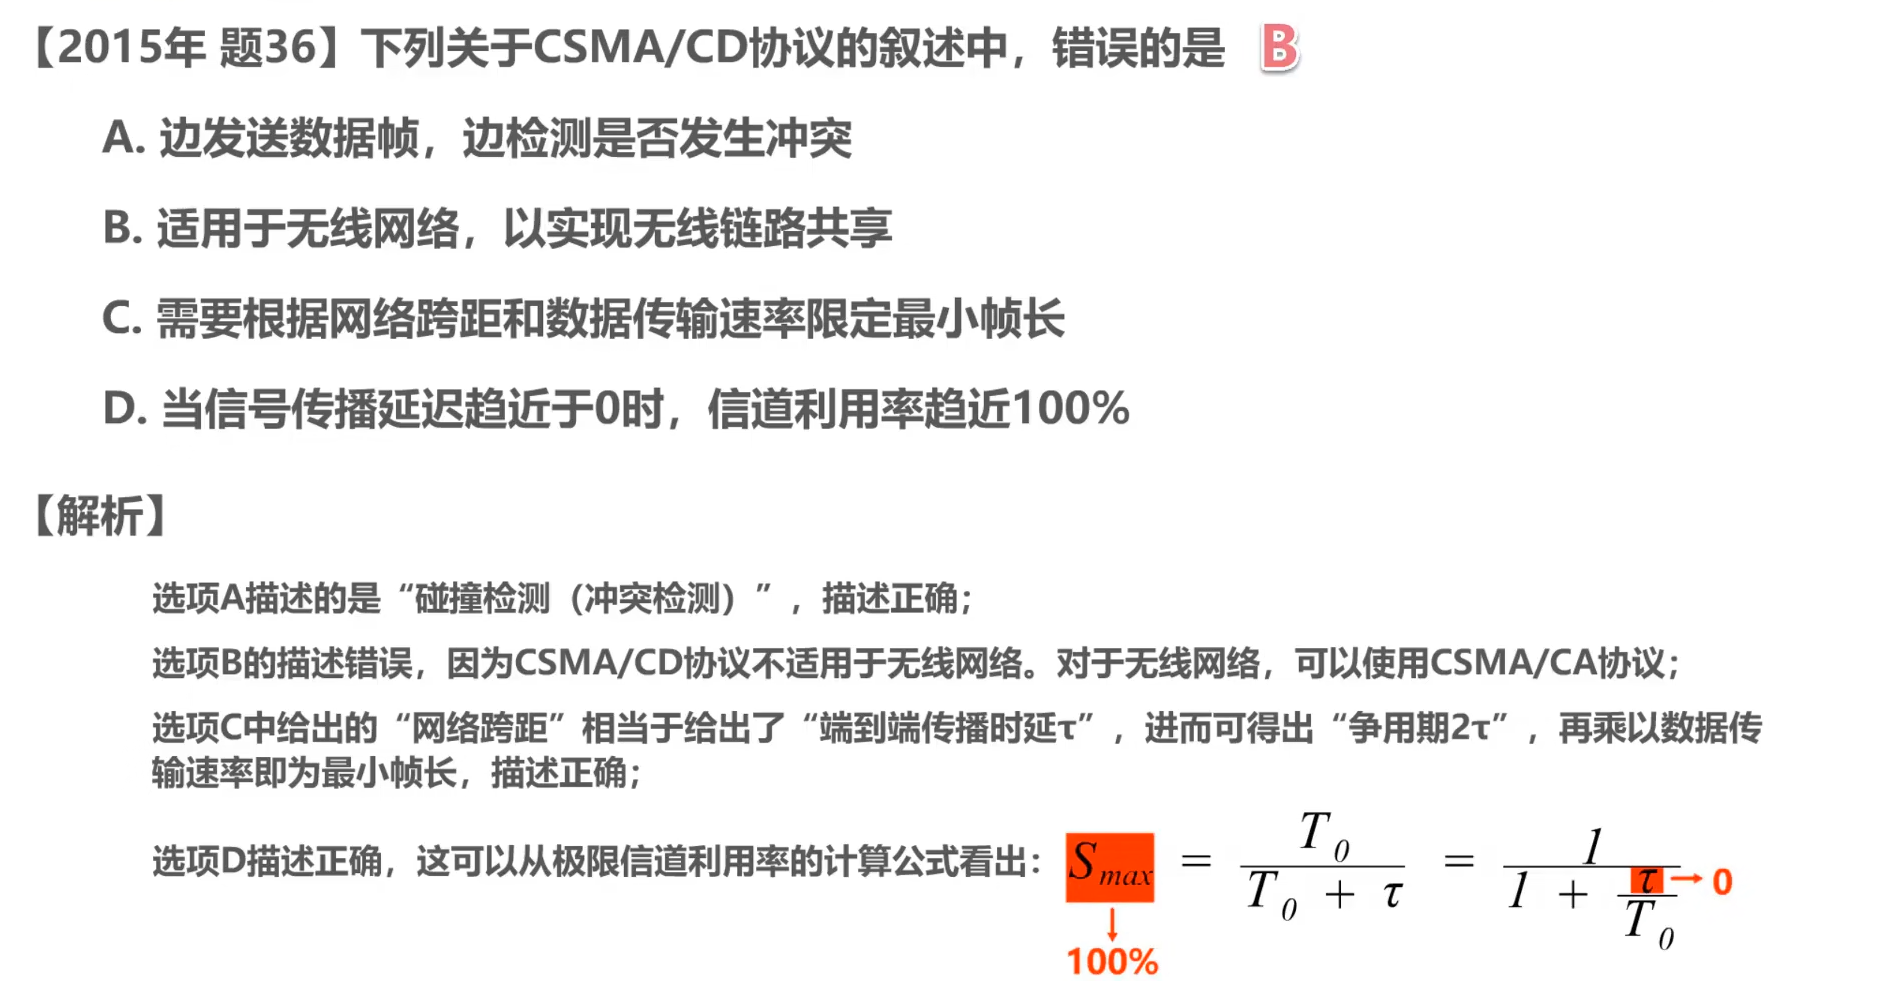 【2015年 题36】下列关于CSMA/CD协议的叙述中，错误的是 B
A. 边发送数据帧，边检测是否发生冲突
B. 适用于无线网络，以实现无线链路共享
C. 需要根据网络跨距和数据传输速率限定最小帧长
D. 当信号传播延迟趋近于0时，信道利用率趋近100%
【解析】
选项A描述的是“碰撞检测（冲突检测）”，描述正确；
选项B的描述错误，因为CSMA/CD协议不适用于无线网络。对于无线网络，可以使用CSMA/CA协议；
选项C中给出的“网络跨距”相当于给出了“端到端传播时延τ”，进而可得出“争用期2τ”，再乘以数据传
输速率即为最小帧长，描述正确；
选项D描述正确，这可以从极限信道利用率的计算公式看出： S_max = T_0 / (T_0 + τ) = 1 / (1 + τ / T_0) → 0
↓
100%